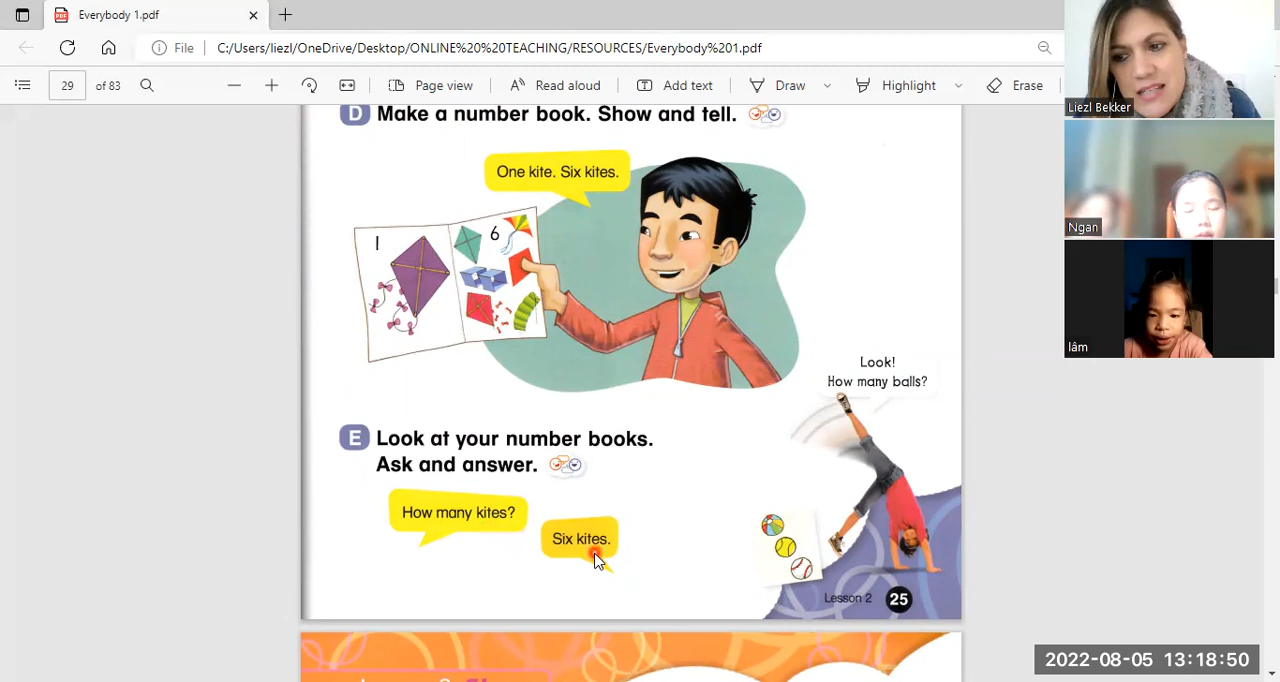 Everybody 1.pdf
File
C:/Users/liezl/OneDrive/Desktop/ONLINE%20%20TEACHING/RESOURCES/Everybody%201.pdf
29 of 83
Page view
Read aloud
Add text
Draw
Highlight
Erase
Liezl Bekker
Ngan
lâm
D Make a number book. Show and tell.
One kite. Six kites.
1
6
Look!
How many balls?
E Look at your number books.
Ask and answer.
How many kites?
Six kites.
Lesson 2 25
2022-08-05 13:18:50